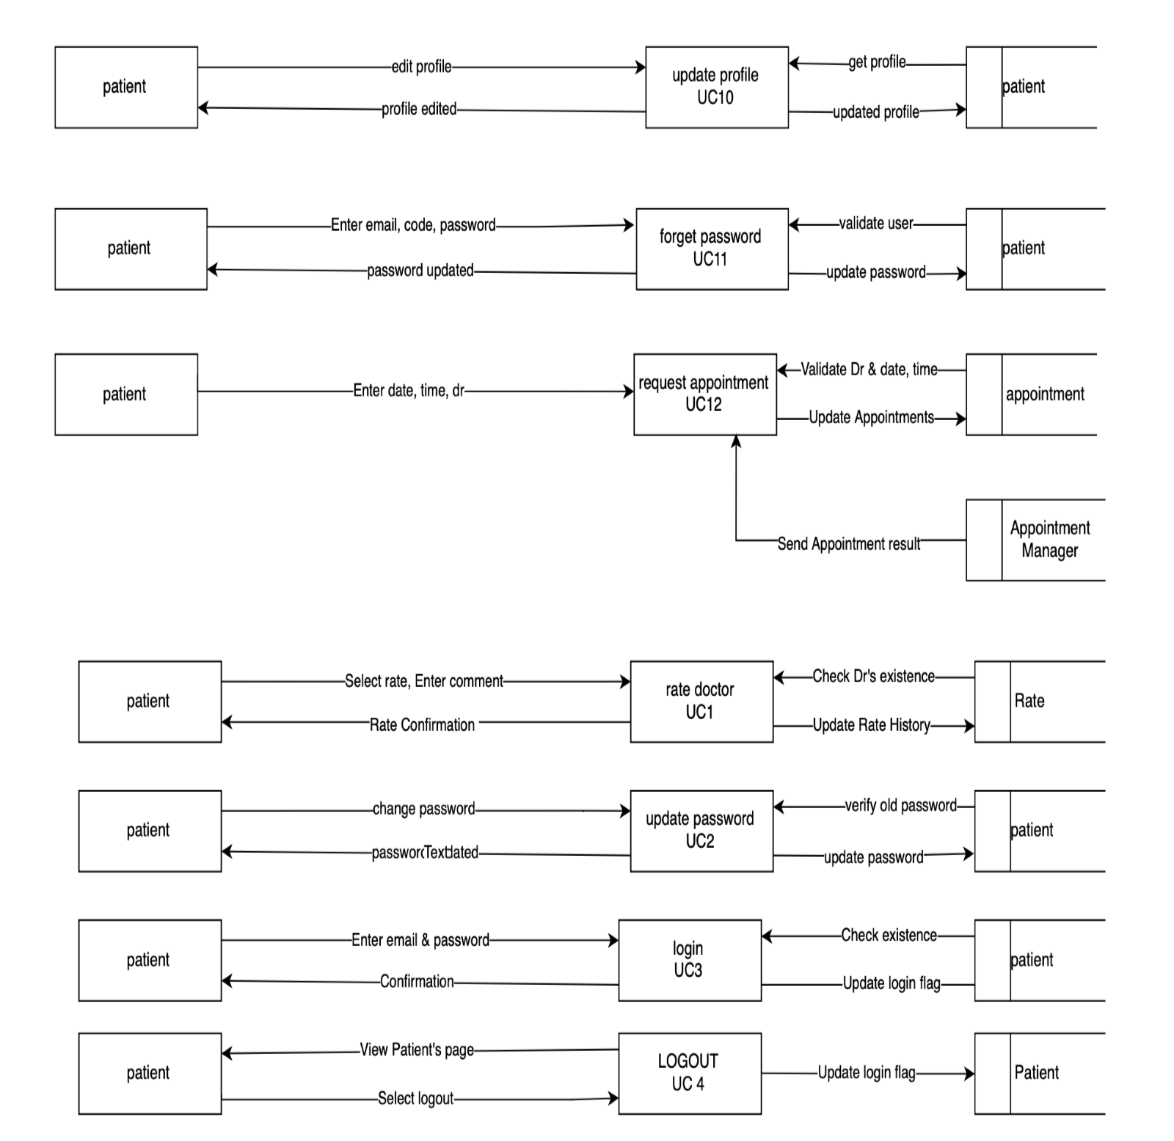 patient
edit profile
profile edited
update profile
UC10
get profile
updated profile
patient
patient
Enter email, code, password
password updated
forget password
UC11
validate user
update password
patient
patient
Enter date, time, dr
request appointment
UC12
Validate Dr & date, time
Update Appointments
appointment
Send Appointment result
Appointment
Manager
patient
Select rate, Enter comment
Rate Confirmation
rate doctor
UC1
Check Dr's existence
Update Rate History
Rate
patient
change password
update password
UC2
verify old password
update password
patient
patient
Enter email & password
Confirmation
login
UC3
Check existence
Update login flag
patient
patient
View Patient's page
Select logout
LOGOUT
UC 4
Update login flag
Patient